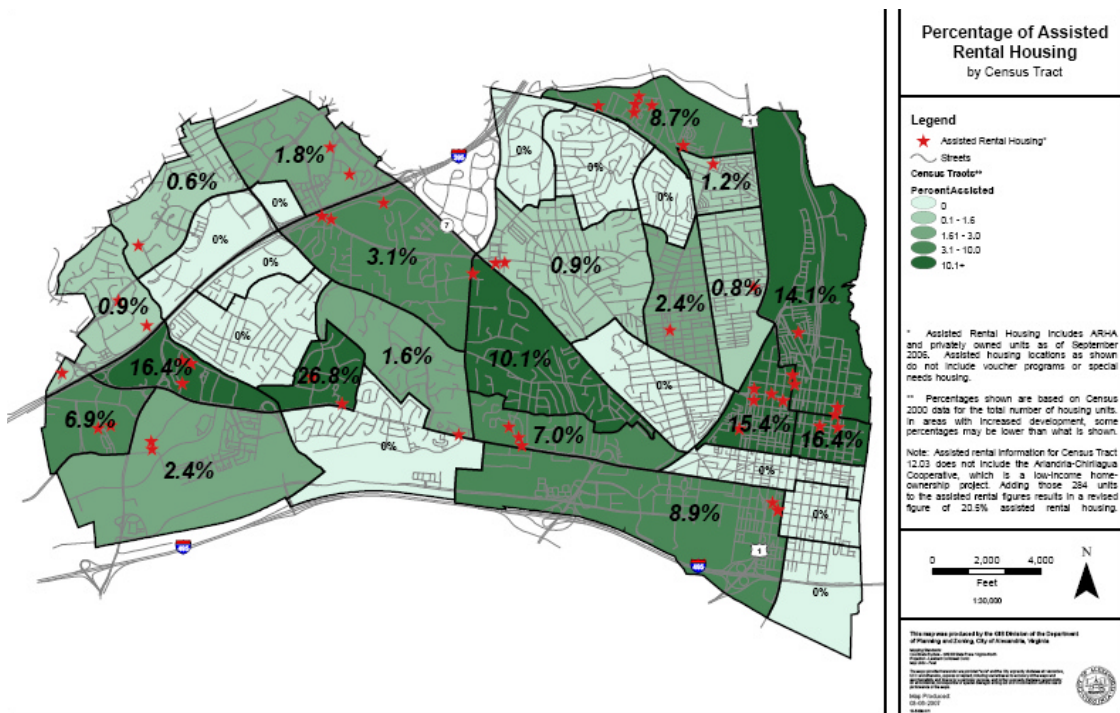 Percentage of Assisted
Rental Housing
by Census Tract
Legend
Assisted Rental Housing*
Streets
Census Tracts**
PercentAssisted
0
0.1 - 1.6
1.61 - 3.0
3.1 - 10.0
10.1+
* Assisted Rental Housing includes ARHA
and privately owned units as of September
2006. Assisted housing locations as shown
do not include voucher programs or special
needs housing.
** Percentages shown are based on Census
2000 data for the total number of housing units.
In areas with increased development, some
percentages may be lower than what is shown.
Note: Assisted rental information for Census Tract
12.03 does not include the Arlandria-Chirilagua
Cooperative, which is a low-income home-
ownership project. Adding those 284 units
to the assisted rental figures results in a revised
figure of 20.5% assisted rental housing.
0 2,000 4,000
Feet
1:30,000
N
This map was produced by the GIS Division of the Department
of Planning and Zoning, City of Alexandria, Virginia
Map Produced:
8.7%
1
0%
0%
0%
0%
1.2%
1.8%
395
0.6%
0%
7
0%
0%
3.1%
0.9%
2.4%
0.8%
14.1%
0.9%
0%
16.4%
26.8%
1.6%
10.1%
0%
6.9%
2.4%
0%
7.0%
15.4%
16.4%
0%
8.9%
0%
1
495
495
0%